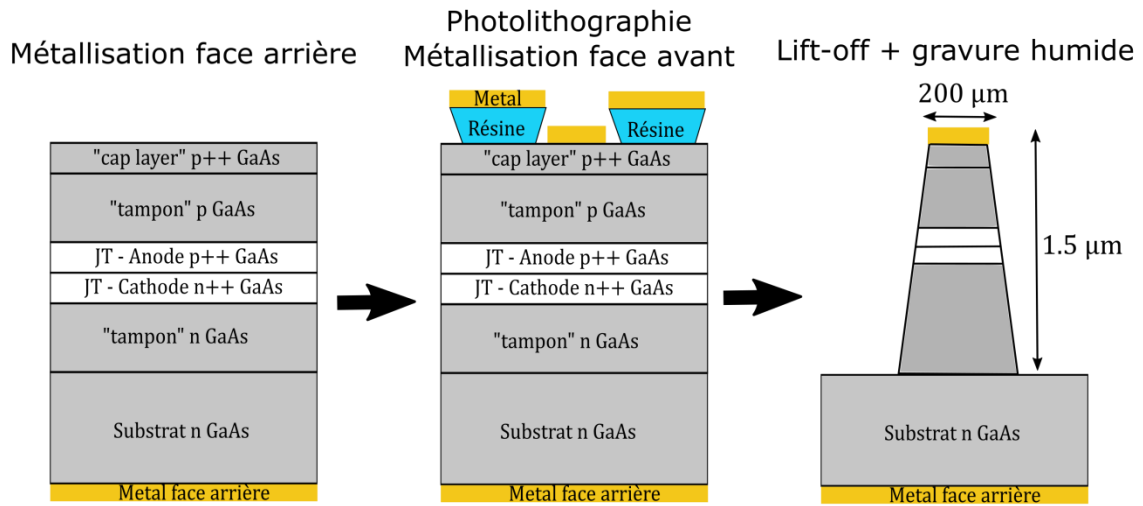 Métallisation face arrière
"cap layer" p++ GaAs
"tampon" p GaAs
JT - Anode p++ GaAs
JT - Cathode n++ GaAs
"tampon" n GaAs
Substrat n GaAs
Metal face arrière
Photolithographie
Métallisation face avant
Metal
Résine
Résine
"cap layer" p++ GaAs
"tampon" p GaAs
JT - Anode p++ GaAs
JT - Cathode n++ GaAs
"tampon" n GaAs
Substrat n GaAs
Metal face arrière
Lift-off + gravure humide
200 μm
1.5 μm
Substrat n GaAs
Metal face arrière